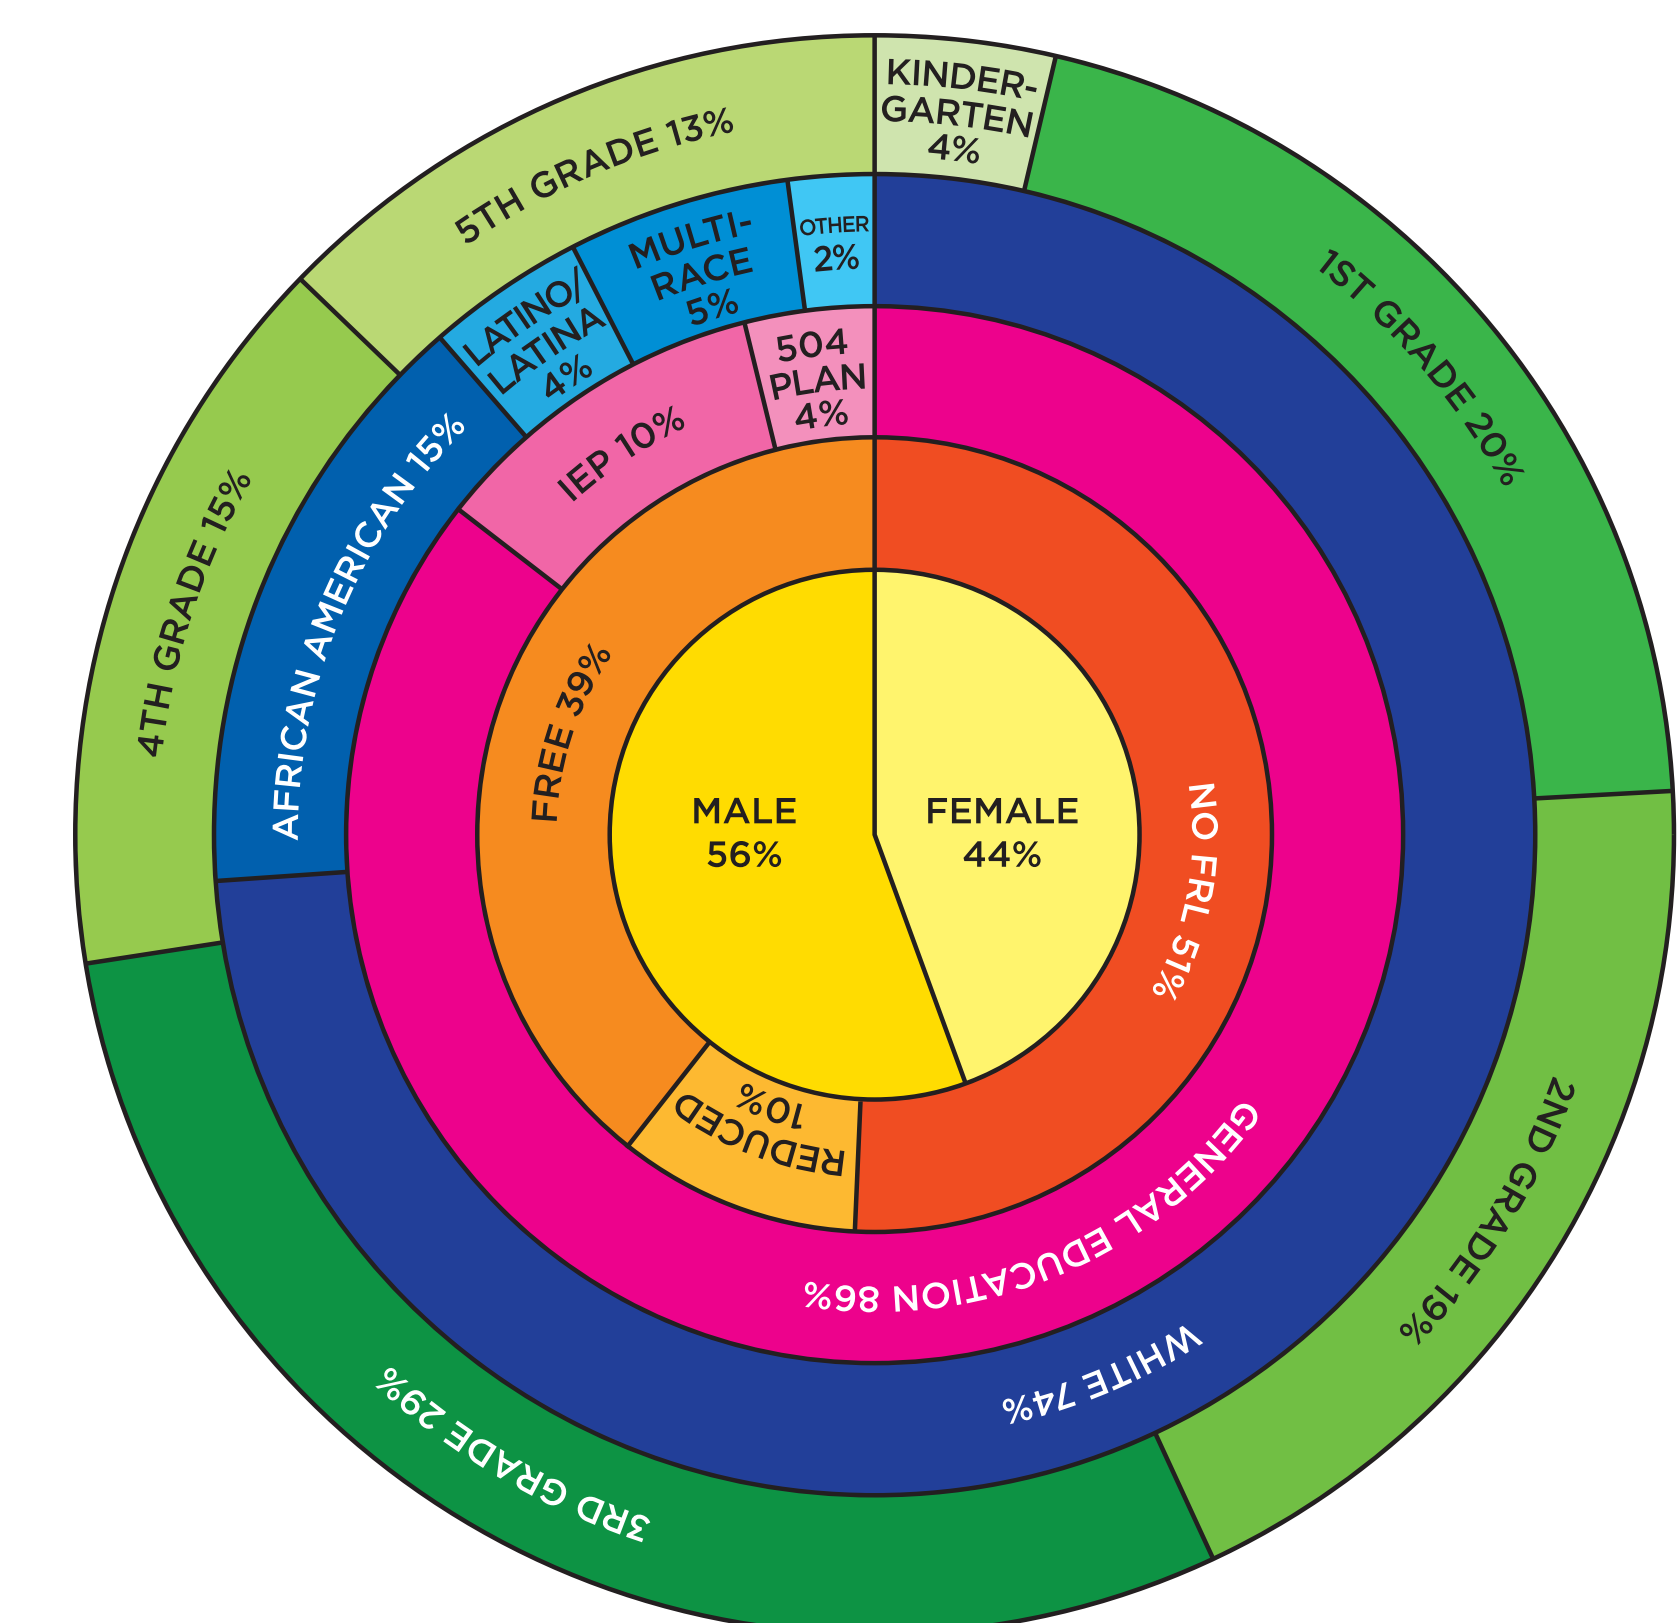 KINDER-
GARTEN
4%
1ST GRADE 20%
2ND GRADE 19%
3RD GRADE 29%
4TH GRADE 15%
5TH GRADE 13%
WHITE 74%
AFRICAN AMERICAN 15%
LATINO/
LATINA
4%
MULTI-
RACE
5%
OTHER
2%
GENERAL EDUCATION 86%
IEP 10%
504
PLAN
4%
NO FRL 51%
REDUCED
10%
FREE 39%
MALE
56%
FEMALE
44%